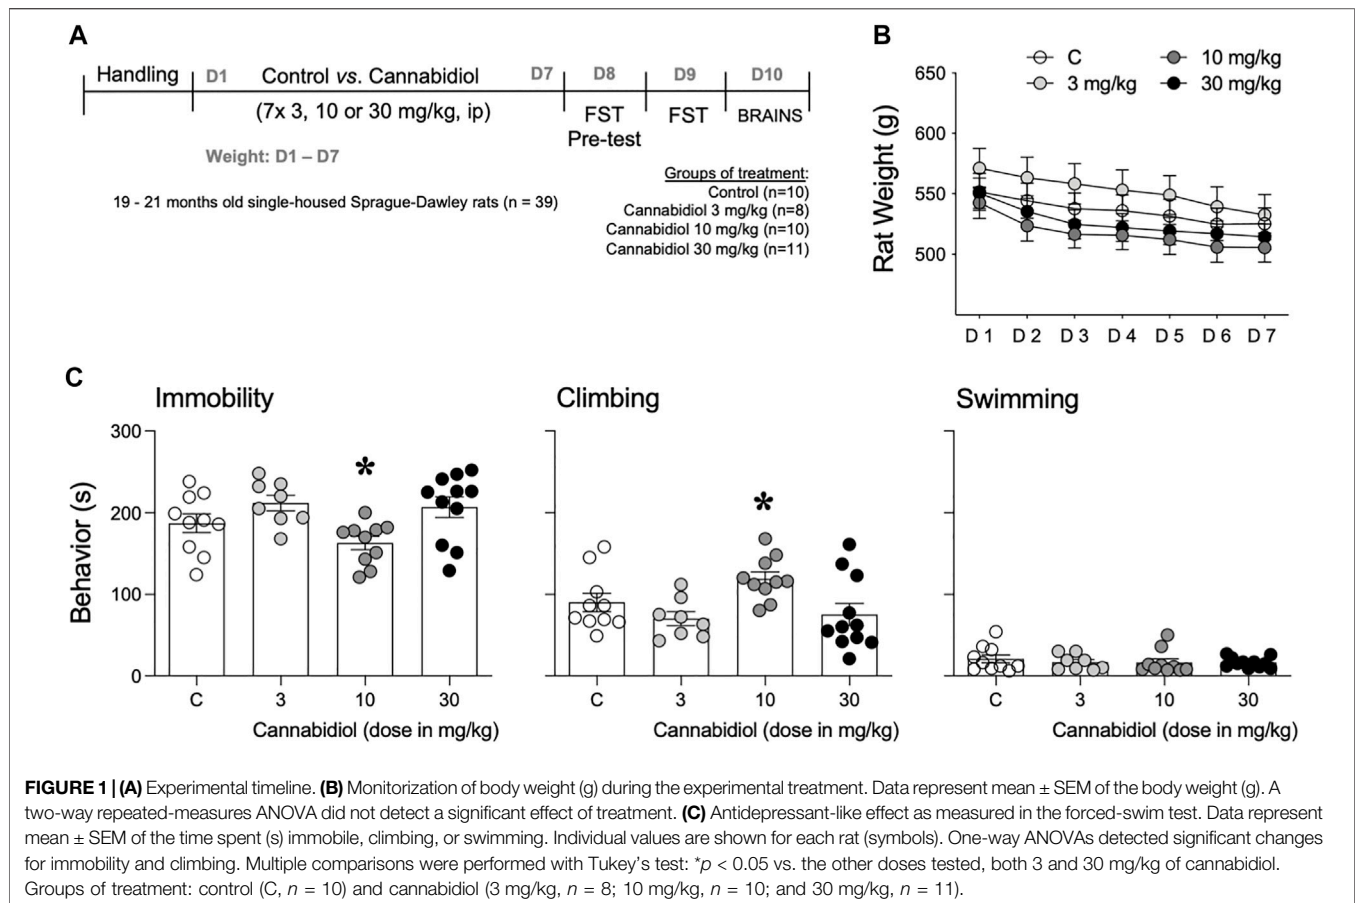 A
Handling
D1
Control vs. Cannabidiol
D7
D8
D9
D10
(7x 3, 10 or 30 mg/kg, ip)
FST
Pre-test
FST
BRAINS
Weight: D1 – D7
19 - 21 months old single-housed Sprague-Dawley rats (n = 39)
Groups of treatment:
Control (n=10)
Cannabidiol 3 mg/kg (n=8)
Cannabidiol 10 mg/kg (n=10)
Cannabidiol 30 mg/kg (n=11)
B
C
10 mg/kg
3 mg/kg
30 mg/kg
Rat Weight (g)
650
600
550
500
D 1 D 2 D 3 D 4 D 5 D 6 D 7
C
Immobility
Climbing
Swimming
Behavior (s)
300
200
100
0
*
*
C 3 10 30
C 3 10 30
C 3 10 30
Cannabidiol (dose in mg/kg)
Cannabidiol (dose in mg/kg)
Cannabidiol (dose in mg/kg)
FIGURE 1 | (A) Experimental timeline. (B) Monitorization of body weight (g) during the experimental treatment. Data represent mean ± SEM of the body weight (g). A
two-way repeated-measures ANOVA did not detect a significant effect of treatment. (C) Antidepressant-like effect as measured in the forced-swim test. Data represent
mean ± SEM of the time spent (s) immobile, climbing, or swimming. Individual values are shown for each rat (symbols). One-way ANOVAs detected significant changes
for immobility and climbing. Multiple comparisons were performed with Tukey's test: *p < 0.05 vs. the other doses tested, both 3 and 30 mg/kg of cannabidiol.
Groups of treatment: control (C, n = 10) and cannabidiol (3 mg/kg, n = 8; 10 mg/kg, n = 10; and 30 mg/kg, n = 11).